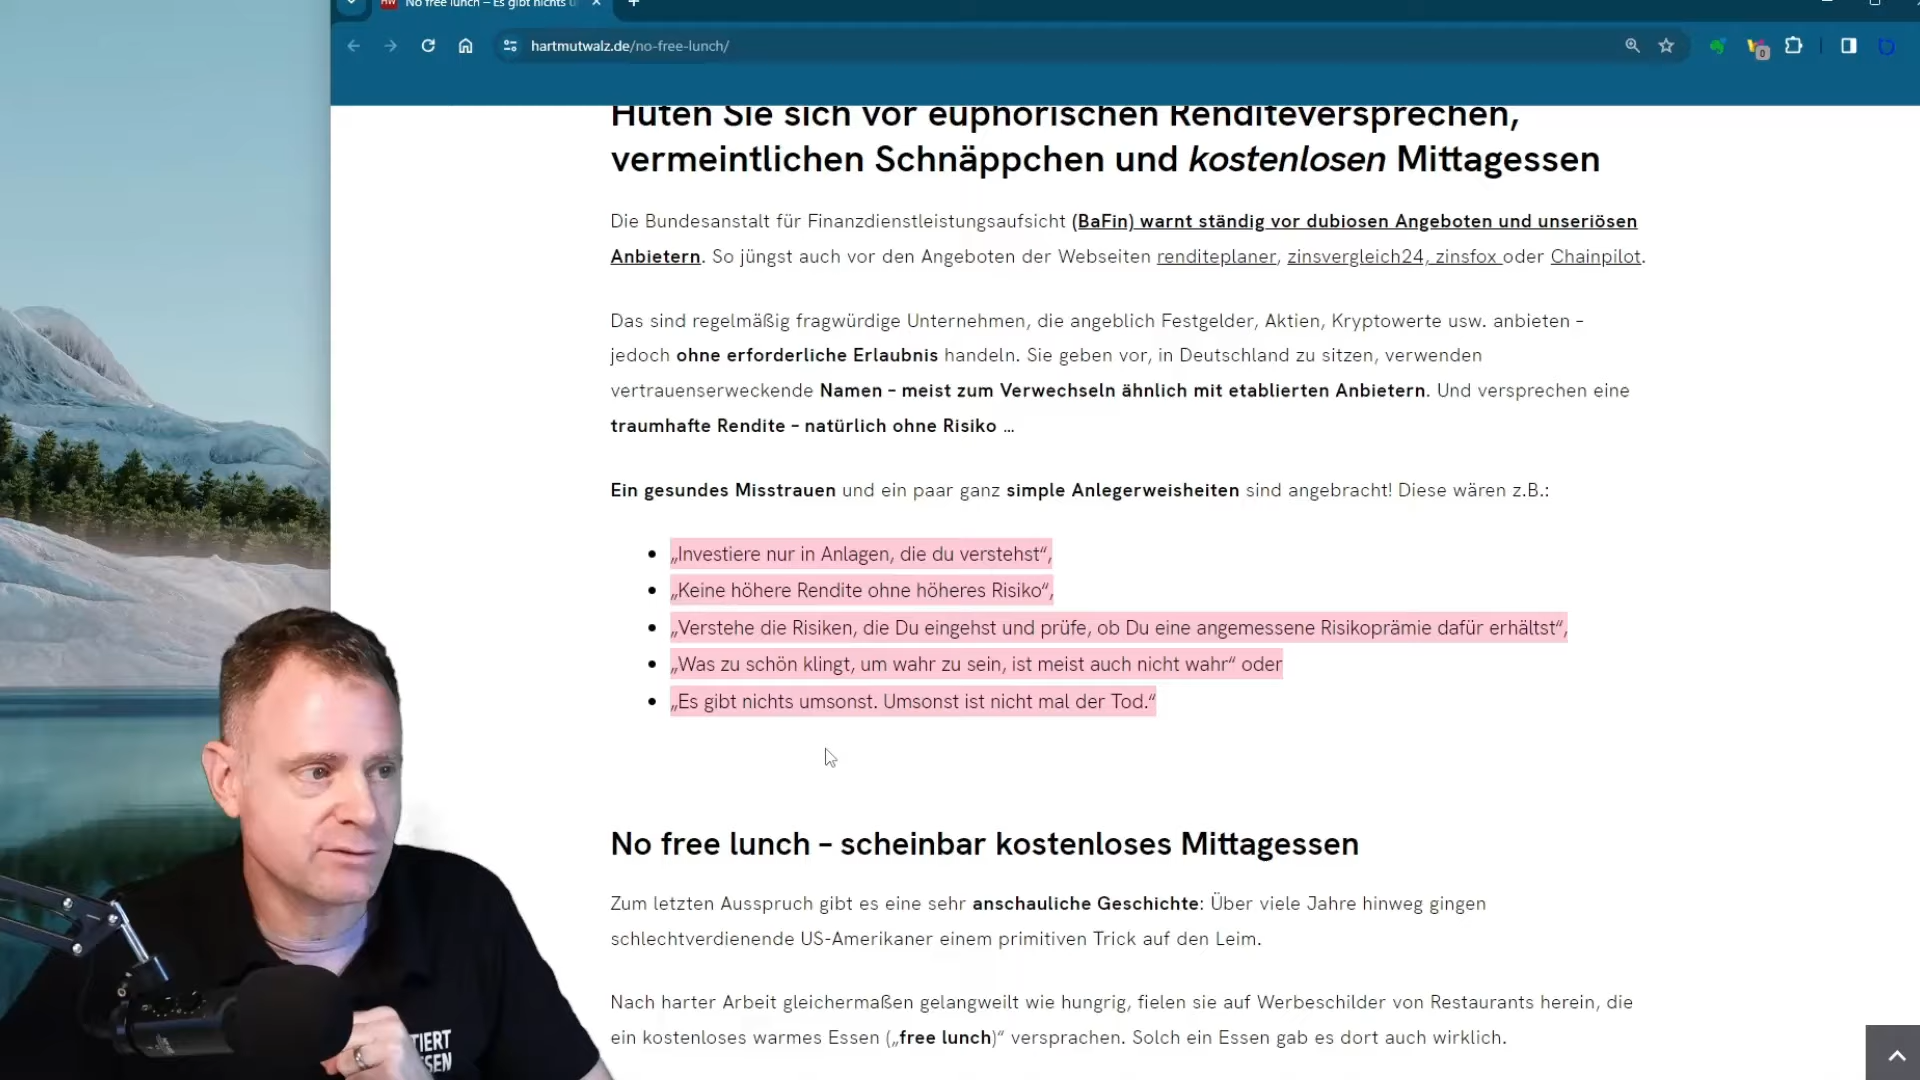 No free lunch – Es gibt nichts u
hartmutwalz.de/no-free-lunch/
0
Hüten Sie sich vor euphorischen Renditeversprechen,
vermeintlichen Schnäppchen und kostenlosen Mittagessen
Die Bundesanstalt für Finanzdienstleistungsaufsicht (BaFin) warnt ständig vor dubiosen Angeboten und unseriösen
Anbietern. So jüngst auch vor den Angeboten der Webseiten renditeplaner, zinsvergleich24, zinsfox oder Chainpilot.
Das sind regelmäßig fragwürdige Unternehmen, die angeblich Festgelder, Aktien, Kryptowerte usw. anbieten –
jedoch ohne erforderliche Erlaubnis handeln. Sie geben vor, in Deutschland zu sitzen, verwenden
vertrauenserweckende Namen – meist zum Verwechseln ähnlich mit etablierten Anbietern. Und versprechen eine
traumhafte Rendite – natürlich ohne Risiko …
Ein gesundes Misstrauen und ein paar ganz simple Anlegerweisheiten sind angebracht! Diese wären z.B.:
• „Investiere nur in Anlagen, die du verstehst“,
• „Keine höhere Rendite ohne höheres Risiko“,
• „Verstehe die Risiken, die Du eingehst und prüfe, ob Du eine angemessene Risikoprämie dafür erhältst“,
• „Was zu schön klingt, um wahr zu sein, ist meist auch nicht wahr“ oder
• „Es gibt nichts umsonst. Umsonst ist nicht mal der Tod.“
No free lunch – scheinbar kostenloses Mittagessen
Zum letzten Ausspruch gibt es eine sehr anschauliche Geschichte: Über viele Jahre hinweg gingen
schlechtverdienende US-Amerikaner einem primitiven Trick auf den Leim.
Nach harter Arbeit gleichermaßen gelangweilt wie hungrig, fielen sie auf Werbeschilder von Restaurants herein, die
ein kostenloses warmes Essen („free lunch)“ versprachen. Solch ein Essen gab es dort auch wirklich.
TIERT
SEN